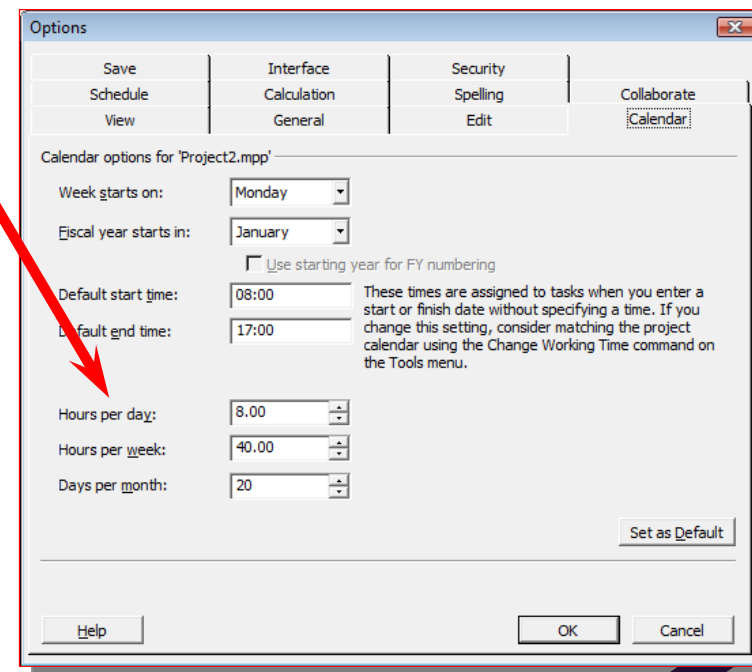 Options
Save Interface Security
Schedule Calculation Spelling Collaborate
View General Edit Calendar
Calendar options for 'Project2.mpp'
Week starts on: Monday
Fiscal year starts in: January
Use starting year for FY numbering
Default start time: 08:00
Default end time: 17:00
These times are assigned to tasks when you enter a
start or finish date without specifying a time. If you
change this setting, consider matching the project
calendar using the Change Working Time command on
the Tools menu.
Hours per day: 8.00
Hours per week: 40.00
Days per month: 20
Set as Default
Help OK Cancel